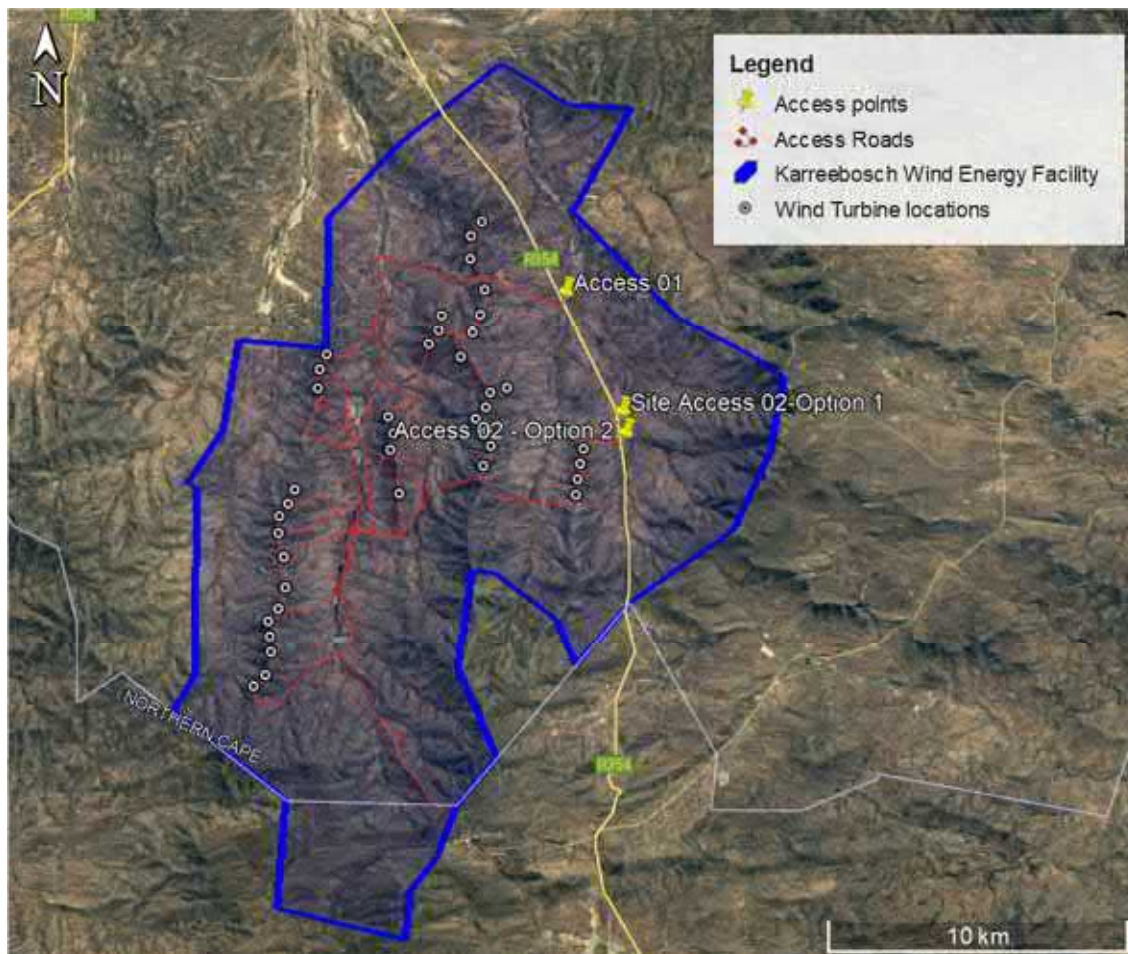 R354
N
Legend
Access points
Access Roads
Karreebosch Wind Energy Facility
Wind Turbine locations
R354
Access 01
Site Access 02-Option 1
Access 02 - Option 2
NORTHERN CAPE
R354
10 km